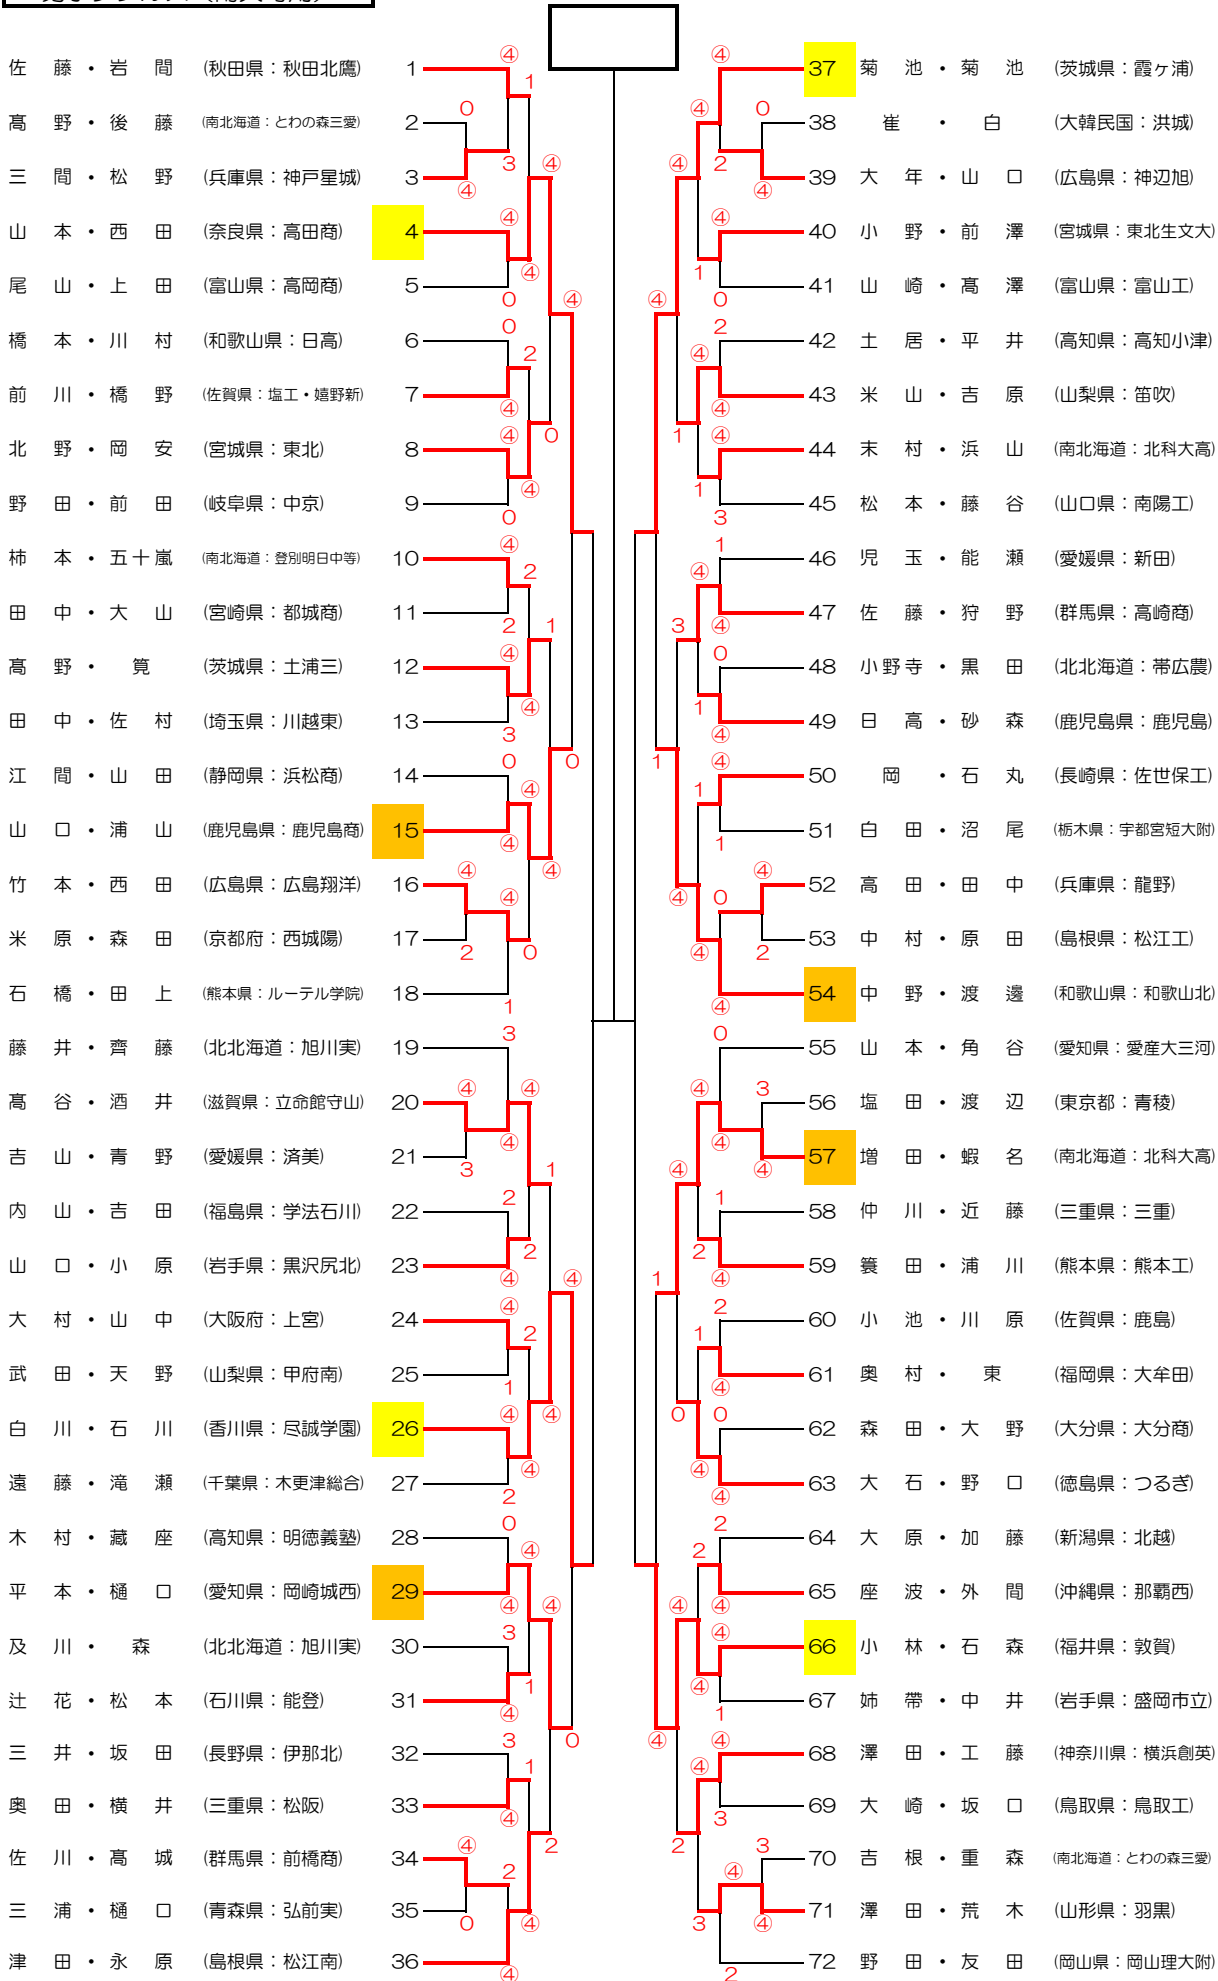 佐藤・岩間 (秋田県：秋田北鷹) 1
髙野・後藤 (南北海道：とわの森三愛) 2
三間・松野 (兵庫県：神戸星城) 3
山本・西田 (奈良県：高田商) 4
尾山・上田 (富山県：高岡商) 5
橋本・川村 (和歌山県：日高) 6
前川・橋野 (佐賀県：塩工・嬉野新) 7
北野・岡安 (宮城県：東北) 8
野田・前田 (岐阜県：中京) 9
柿本・五十嵐 (南北海道：登別明日中等) 10
田中・大山 (宮崎県：都城商) 11
髙野・筧 (茨城県：土浦三) 12
田中・佐村 (埼玉県：川越東) 13
江間・山田 (静岡県：浜松商) 14
山口・浦山 (鹿児島県：鹿児島商) 15
竹本・西田 (広島県：広島翔洋) 16
米原・森田 (京都府：西城陽) 17
石橋・田上 (熊本県：ルーテル学院) 18
藤井・齊藤 (北北海道：旭川実) 19
髙谷・酒井 (滋賀県：立命館守山) 20
吉山・青野 (愛媛県：済美) 21
内山・吉田 (福島県：学法石川) 22
山口・小原 (岩手県：黒沢尻北) 23
大村・山中 (大阪府：上宮) 24
武田・天野 (山梨県：甲府南) 25
白川・石川 (香川県：尽誠学園) 26
遠藤・滝瀬 (千葉県：木更津総合) 27
木村・藏座 (高知県：明徳義塾) 28
平本・樋口 (愛知県：岡崎城西) 29
及川・森 (北北海道：旭川実) 30
辻花・松本 (石川県：能登) 31
三井・坂田 (長野県：伊那北) 32
奥田・横井 (三重県：松阪) 33
佐川・髙城 (群馬県：前橋商) 34
三浦・樋口 (青森県：弘前実) 35
津田・永原 (島根県：松江南) 36
37 菊池・菊池 (茨城県：霞ヶ浦)
38 崔・白 (大韓民国：洪城)
39 大年・山口 (広島県：神辺旭)
40 小野・前澤 (宮城県：東北生文大)
41 山崎・髙澤 (富山県：富山工)
42 土居・平井 (高知県：高知小津)
43 米山・吉原 (山梨県：笛吹)
44 末村・浜山 (南北海道：北科大高)
45 松本・藤谷 (山口県：南陽工)
46 児玉・能瀬 (愛媛県：新田)
47 佐藤・狩野 (群馬県：高崎商)
48 小野寺・黒田 (北北海道：帯広農)
49 日高・砂森 (鹿児島県：鹿児島)
50 岡・石丸 (長崎県：佐世保工)
51 白田・沼尾 (栃木県：宇都宮短大附)
52 高田・田中 (兵庫県：龍野)
53 中村・原田 (島根県：松江工)
54 中野・渡邊 (和歌山県：和歌山北)
55 山本・角谷 (愛知県：愛産大三河)
56 塩田・渡辺 (東京都：青稜)
57 増田・蝦名 (南北海道：北科大高)
58 仲川・近藤 (三重県：三重)
59 簑田・浦川 (熊本県：熊本工)
60 小池・川原 (佐賀県：鹿島)
61 奥村・東 (福岡県：大牟田)
62 森田・大野 (大分県：大分商)
63 大石・野口 (徳島県：つるぎ)
64 大原・加藤 (新潟県：北越)
65 座波・外間 (沖縄県：那覇西)
66 小林・石森 (福井県：敦賀)
67 姉帯・中井 (岩手県：盛岡市立)
68 澤田・工藤 (神奈川県：横浜創英)
69 大崎・坂口 (鳥取県：鳥取工)
70 吉根・重森 (南北海道：とわの森三愛)
71 澤田・荒木 (山形県：羽黒)
72 野田・友田 (岡山県：岡山理大附)